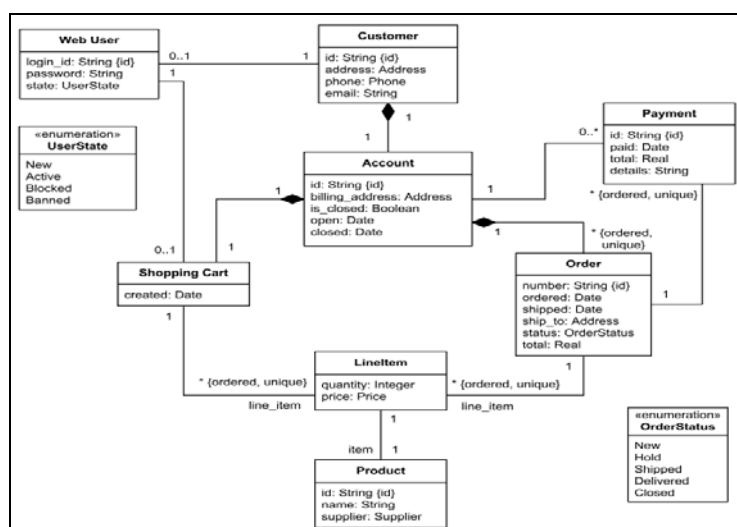 Web User
login_id: String {id}
password: String
state: UserState
0..1
1
1
Customer
id: String {id}
address: Address
phone: Phone
email: String
«enumeration»
UserState
New
Active
Blocked
Banned
1
1
Account
id: String {id}
billing_address: Address
is_closed: Boolean
open: Date
closed: Date
Payment
id: String {id}
paid: Date
total: Real
details: String
0..*
1
* {ordered, unique}
1
1
1
* {ordered,
unique}
0..1
Shopping Cart
created: Date
1
Order
number: String {id}
ordered: Date
shipped: Date
ship_to: Address
status: OrderStatus
total: Real
1
1
LineItem
quantity: Integer
price: Price
* {ordered, unique}
line_item
* {ordered, unique}
line_item
1
item
1
Product
id: String {id}
name: String
supplier: Supplier
«enumeration»
OrderStatus
New
Hold
Shipped
Delivered
Closed